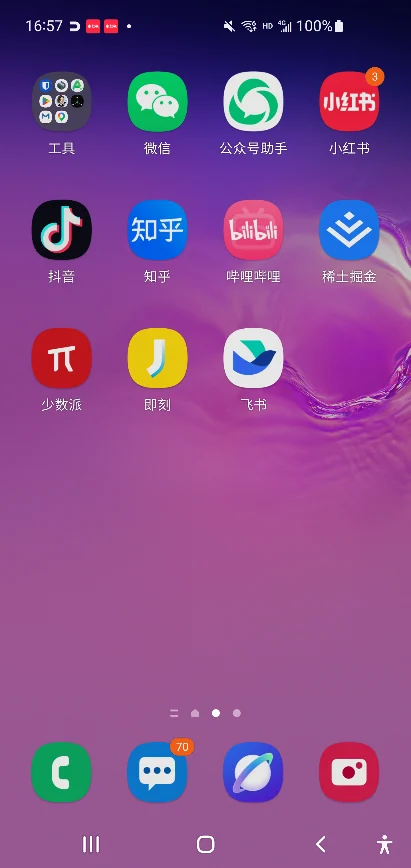 16:57 HD 4G 100%
3
小红书
工具 微信 公众号助手 小红书
知乎 bilibili
抖音 知乎 哔哩哔哩 稀土掘金
少数派 即刻 飞书
70